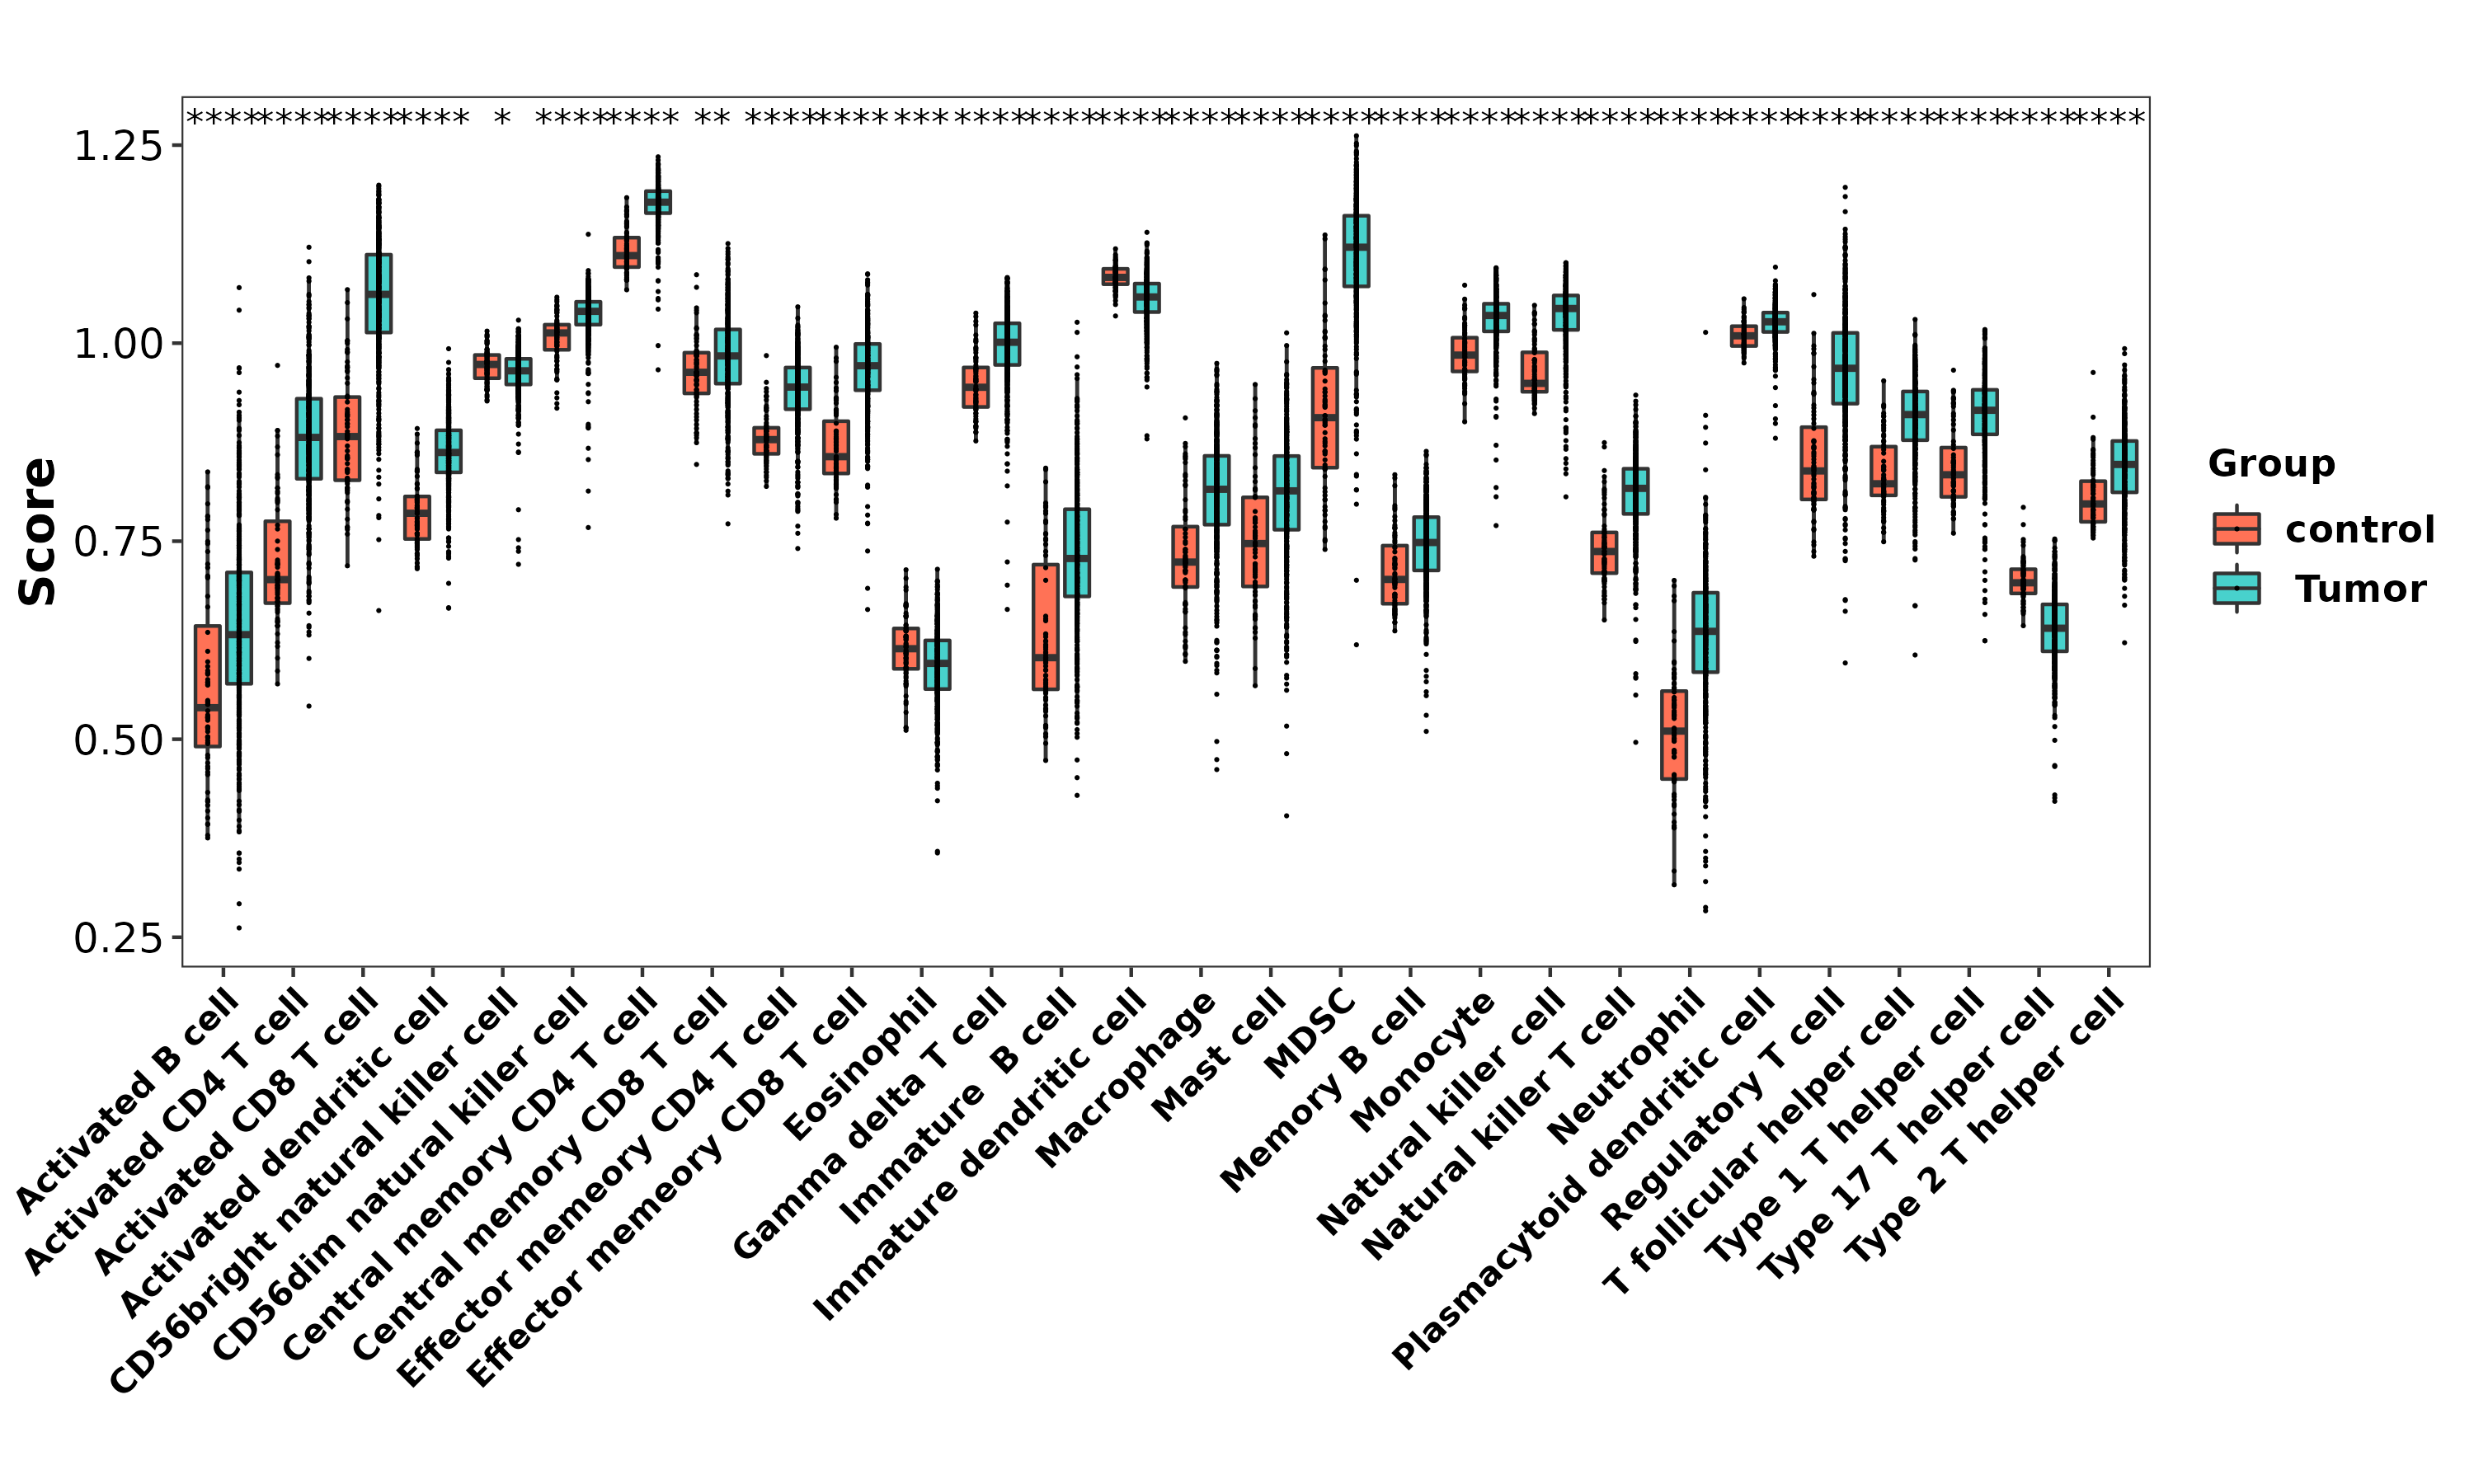 **** **** **** **** * **** **** ** **** **** *** **** **** **** **** **** **** **** **** **** **** **** **** **** **** **** **** ****
1.25
1.00
0.75
0.50
0.25
Score
Activated B cell
Activated CD4 T cell
Activated CD8 T cell
Activated dendritic cell
CD56bright natural killer cell
CD56dim natural killer cell
Central memory CD4 T cell
Central memory CD8 T cell
Effector memeory CD4 T cell
Effector memeory CD8 T cell
Eosinophil
Gamma delta T cell
Immature  B cell
Immature dendritic cell
Macrophage
Mast cell
MDSC
Memory B cell
Monocyte
Natural killer cell
Natural killer T cell
Neutrophil
Plasmacytoid dendritic cell
Regulatory T cell
T follicular helper cell
Type 1 T helper cell
Type 17 T helper cell
Type 2 T helper cell
Group
control
Tumor